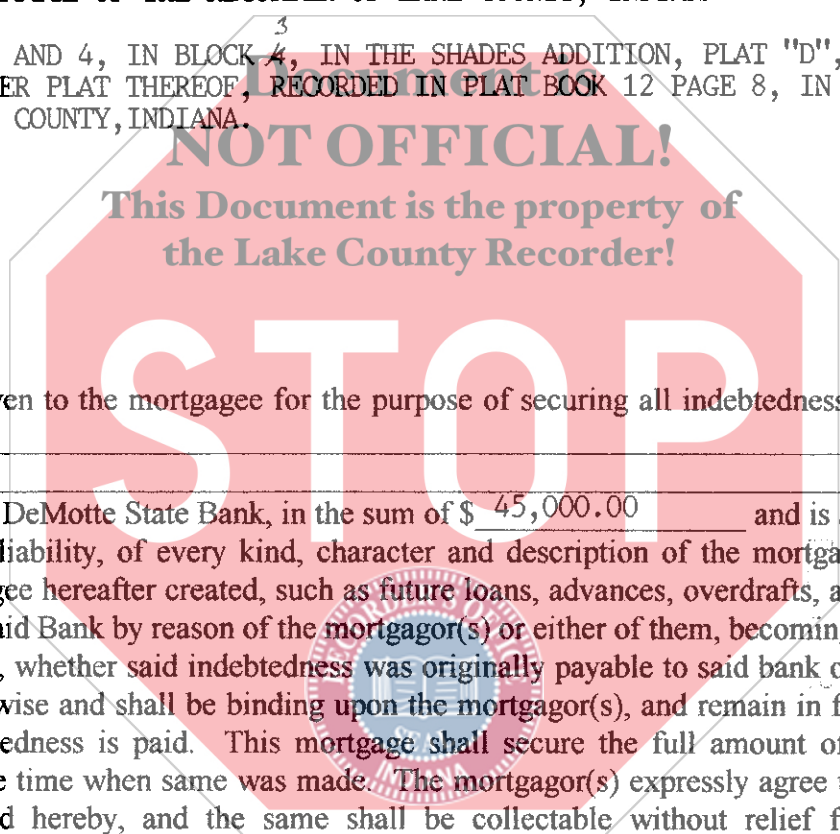 3
AND 4, IN BLOCK 4, IN THE SHADES ADDITION, PLAT "D",
ER PLAT THEREOF, RECORDED IN PLAT BOOK 12 PAGE 8, IN
COUNTY, INDIANA.
Document is
NOT OFFICIAL!
This Document is the property of
the Lake County Recorder!
STOP
en to the mortgagee for the purpose of securing all indebtedness
DeMotte State Bank, in the sum of $ 45,000.00 and is
liability, of every kind, character and description of the mortga
gee hereafter created, such as future loans, advances, overdrafts, a
aid Bank by reason of the mortgagor(s) or either of them, becoming
, whether said indebtedness was originally payable to said bank o
wise and shall be binding upon the mortgagor(s), and remain in f
edness is paid. This mortgage shall secure the full amount of
e time when same was made. The mortgagor(s) expressly agree
d hereby, and the same shall be collectable without relief f
SEAL
INDIANA